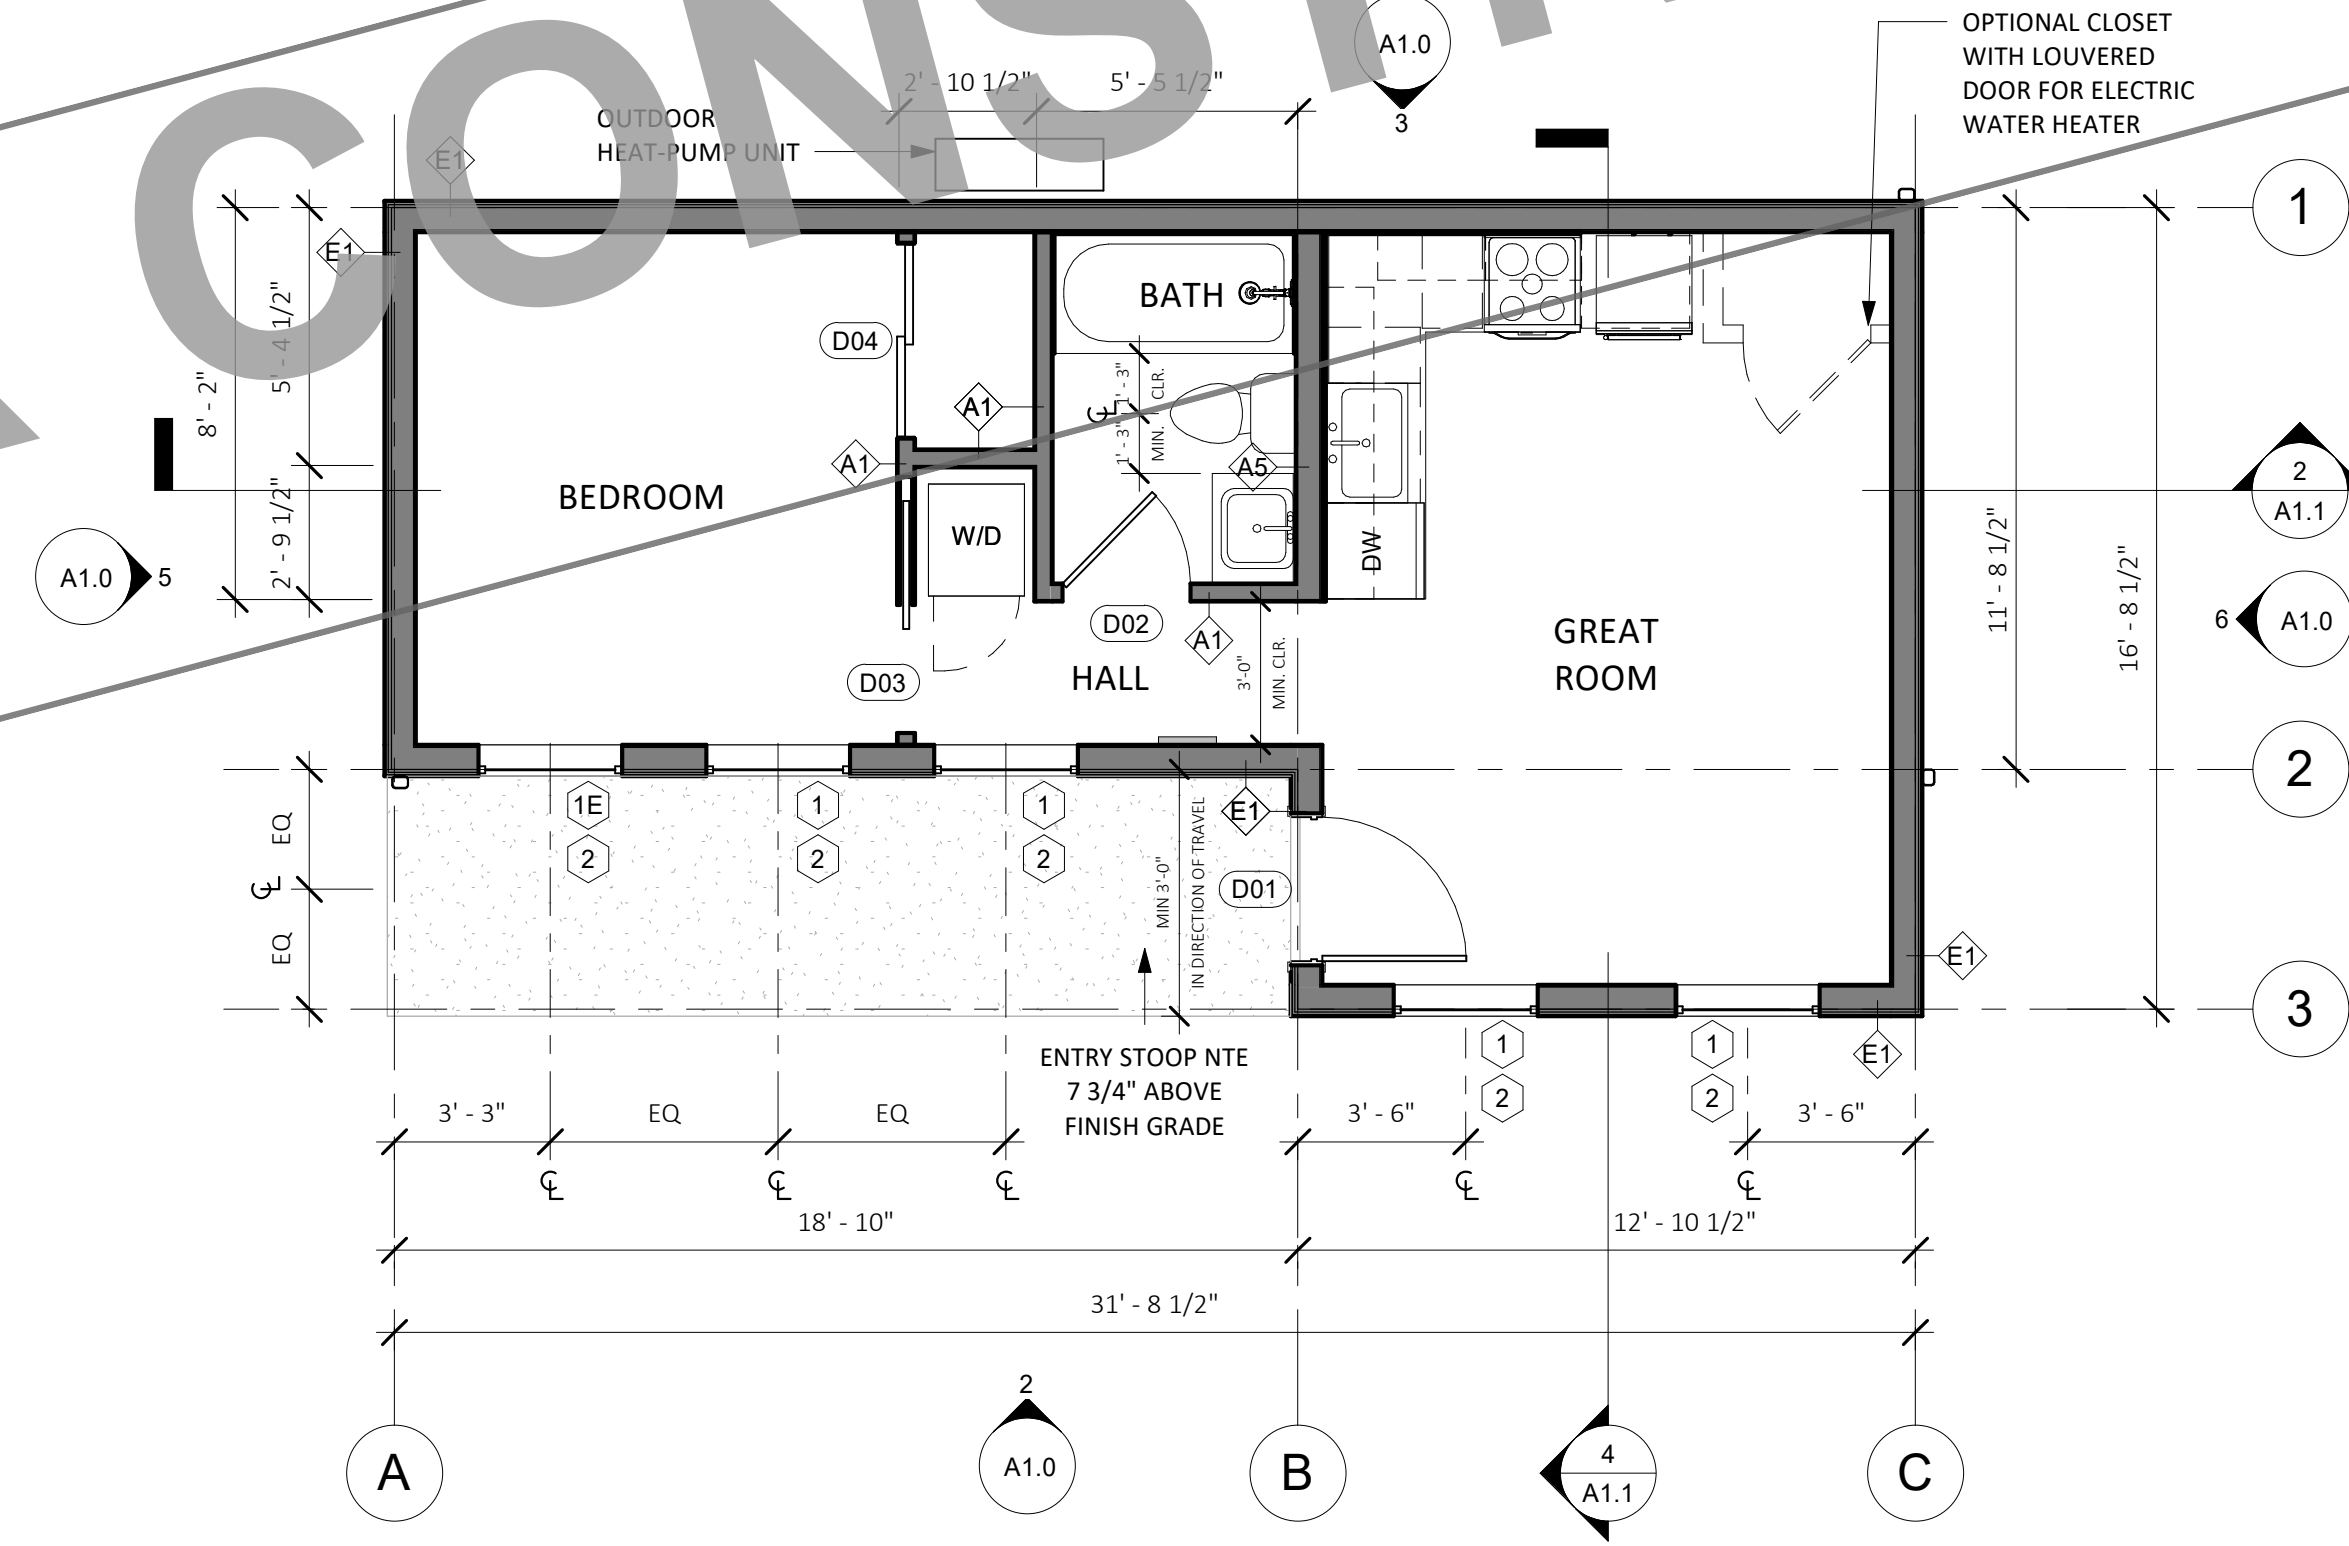 CONST
A1.0
3
OPTIONAL CLOSET
WITH LOUVERED
DOOR FOR ELECTRIC
WATER HEATER
2' - 10 1/2"
5' - 5 1/2"
OUTDOOR
HEAT-PUMP UNIT
E1
E1
1
8' - 2"
5' - 4 1/2"
2' - 9 1/2"
BATH
D04
A1
A1
1' - 3"
MIN. CLR.
1' - 3"
A5
BEDROOM
W/D
DW
2
A1.1
A1.0
5
11' - 8 1/2"
16' - 8 1/2"
6
A1.0
D02
A1
GREAT
ROOM
D03
HALL
3'-0"
MIN. CLR.
2
EQ
EQ
1E
2
1
2
1
2
E1
MIN 3'-0"
IN DIRECTION OF TRAVEL
D01
E1
3
ENTRY STOOP NTE
7 3/4" ABOVE
FINISH GRADE
1
2
1
2
E1
3' - 3"
EQ
EQ
3' - 6"
3' - 6"
18' - 10"
12' - 10 1/2"
31' - 8 1/2"
2
A1.0
A
B
4
A1.1
C